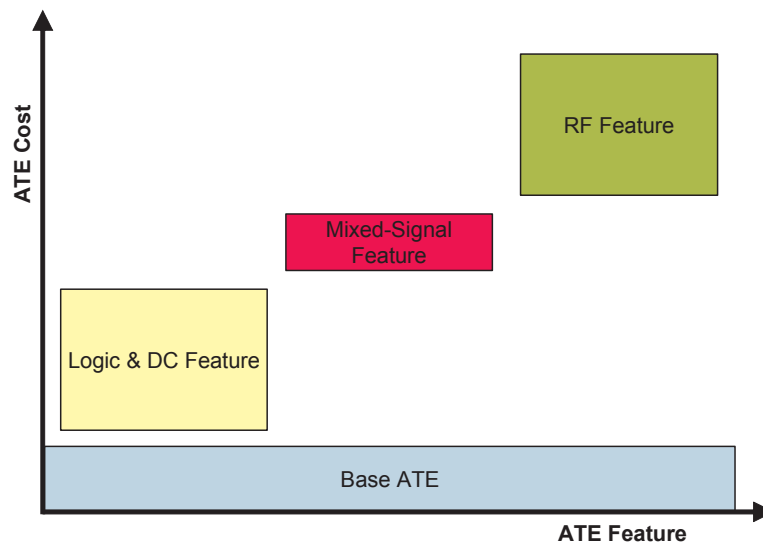 ATE Cost
RF Feature
Mixed-Signal
Feature
Logic & DC Feature
Base ATE
ATE Feature